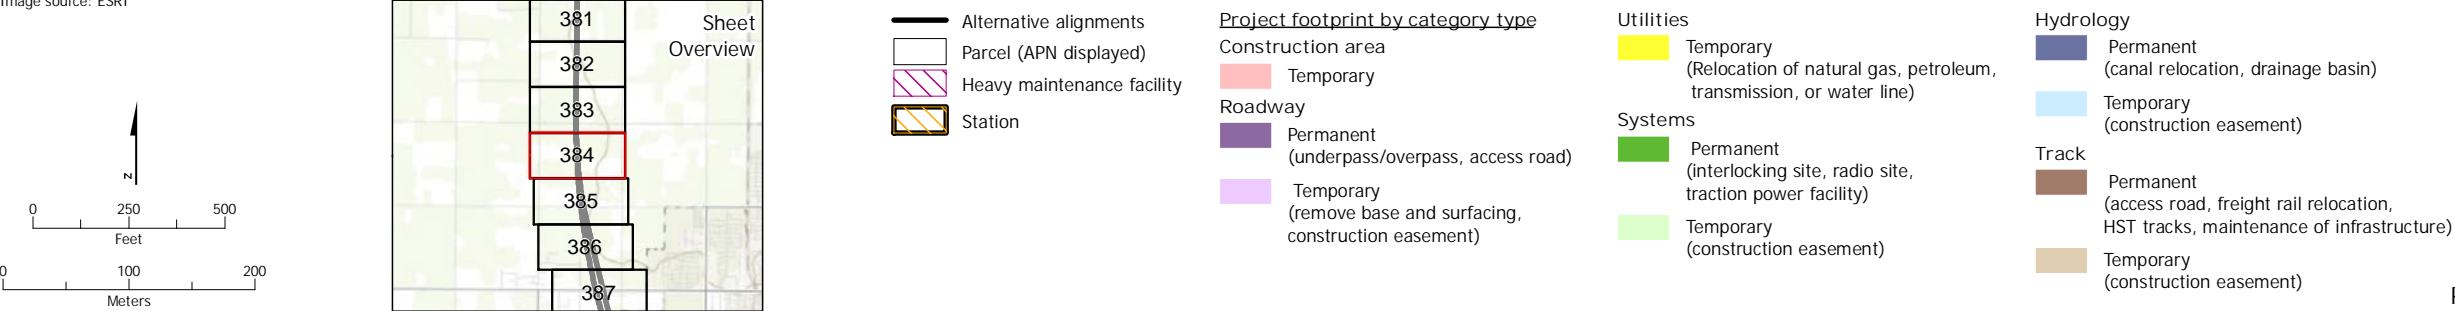 Image source: ESRI
N
0 250 500
Feet
0 100 200
Meters
Sheet
Overview
381
382
383
384
385
386
387
Alternative alignments
Parcel (APN displayed)
Heavy maintenance facility
Station
Project footprint by category type
Construction area
Temporary
Roadway
Permanent
(underpass/overpass, access road)
Temporary
(remove base and surfacing,
construction easement)
Utilities
Temporary
(Relocation of natural gas, petroleum,
transmission, or water line)
Systems
Permanent
(interlocking site, radio site,
traction power facility)
Temporary
(construction easement)
Hydrology
Permanent
(canal relocation, drainage basin)
Temporary
(construction easement)
Track
Permanent
(access road, freight rail relocation,
HST tracks, maintenance of infrastructure)
Temporary
(construction easement)